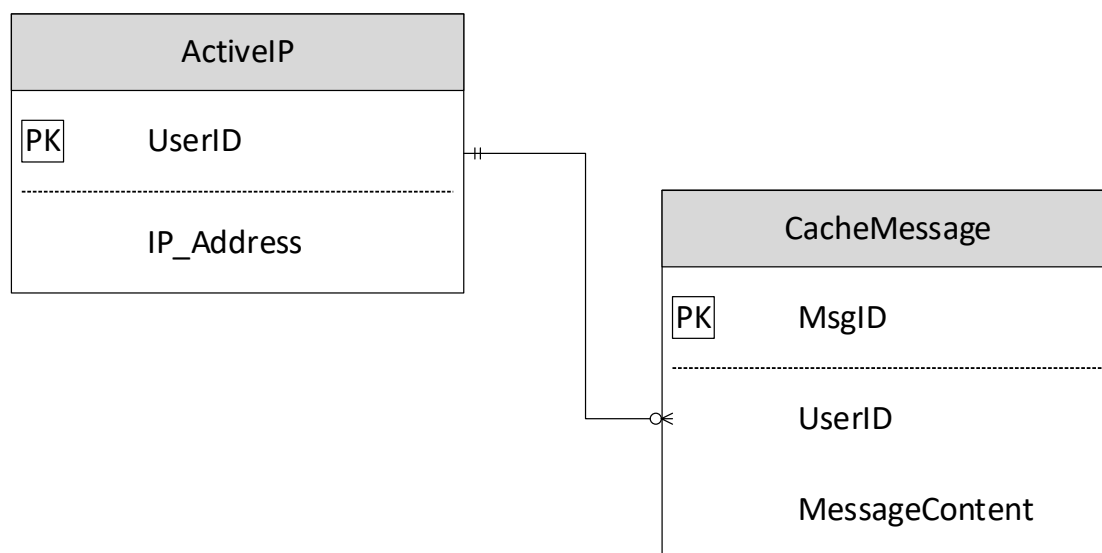 ActiveIP
PK UserID
IP_Address
CacheMessage
PK MsgID
UserID
MessageContent